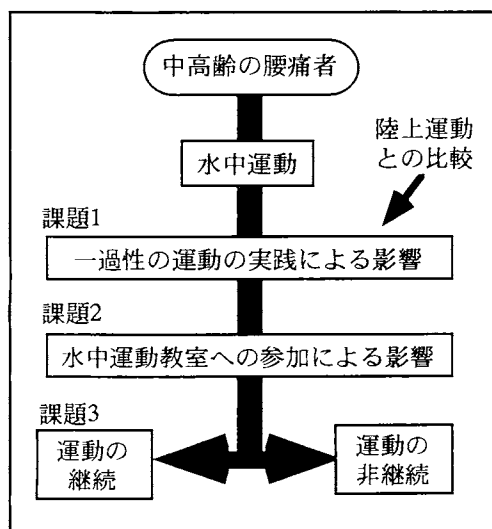 中高齢の腰痛者
水中運動
陸上運動
との比較
課題1
一過性の運動の実践による影響
課題2
水中運動教室への参加による影響
課題3
運動の
継続
運動の
非継続